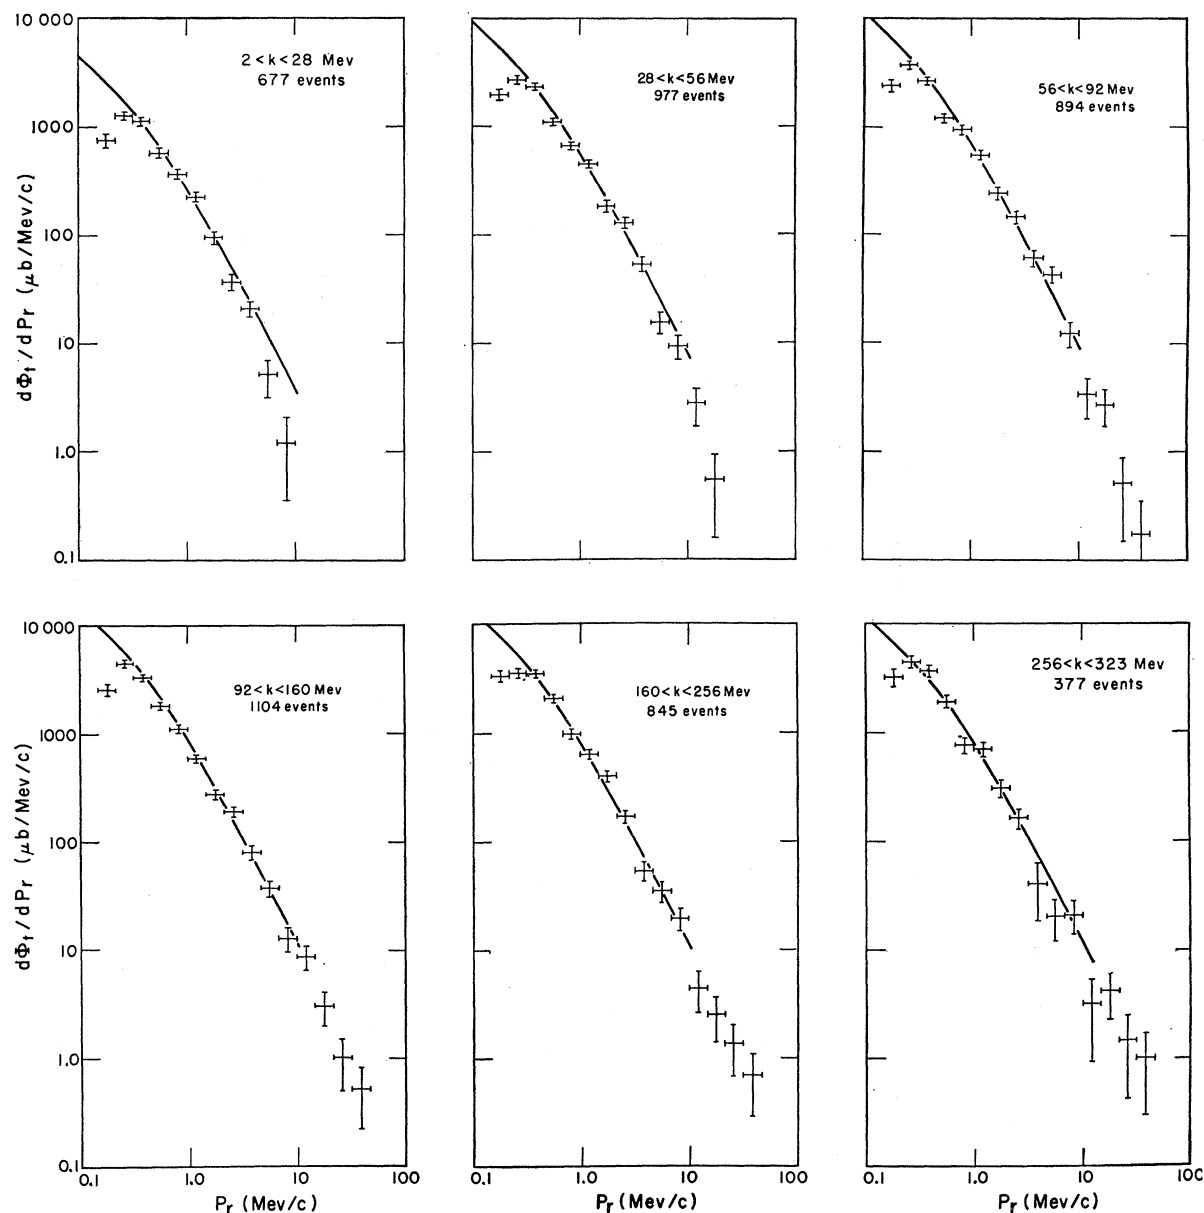 10 000
1000
100
10
1.0
0.1
dΦt/dPr (μb/Mev/c)
2<k<28 Mev
677 events
28<k<56 Mev
977 events
56<k<92 Mev
894 events
10 000
1000
100
10
1.0
0.1
dΦt/dPr (μb/Mev/c)
92<k<160 Mev
1104 events
160<k<256 Mev
845 events
256<k<323 Mev
377 events
0.1 1.0 10 100
0.1 1.0 10 100
0.1 1.0 10 100
Pr (Mev/c)
Pr (Mev/c)
Pr (Mev/c)